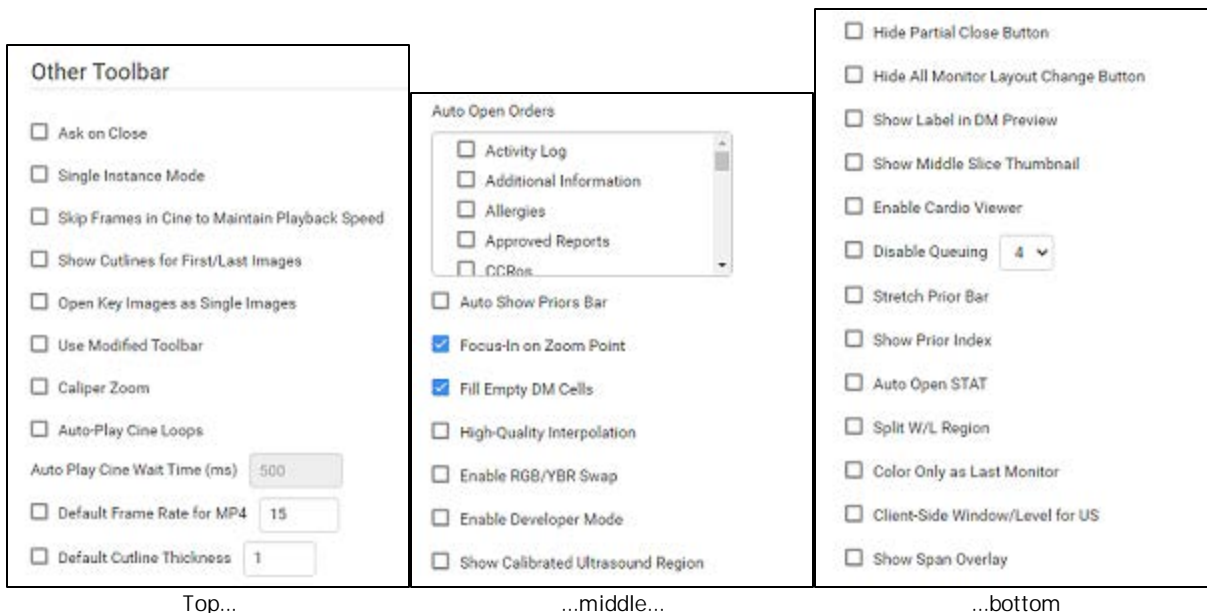 Other Toolbar
Ask on Close
Single Instance Mode
Skip Frames in Cine to Maintain Playback Speed
Show Cutlines for First/Last Images
Open Key Images as Single Images
Use Modified Toolbar
Caliper Zoom
Auto-Play Cine Loops
Auto Play Cine Wait Time (ms) 500
Default Frame Rate for MP4 15
Default Cutline Thickness 1
Top...
Auto Open Orders
Activity Log
Additional Information
Allergies
Approved Reports
CCRos
Auto Show Priors Bar
Focus-In on Zoom Point
Fill Empty DM Cells
High-Quality Interpolation
Enable RGB/YBR Swap
Enable Developer Mode
Show Calibrated Ultrasound Region
...middle...
Hide Partial Close Button
Hide All Monitor Layout Change Button
Show Label in DM Preview
Show Middle Slice Thumbnail
Enable Cardio Viewer
Disable Queuing 4
Stretch Prior Bar
Show Prior Index
Auto Open STAT
Split W/L Region
Color Only as Last Monitor
Client-Side Window/Level for US
Show Span Overlay
...bottom